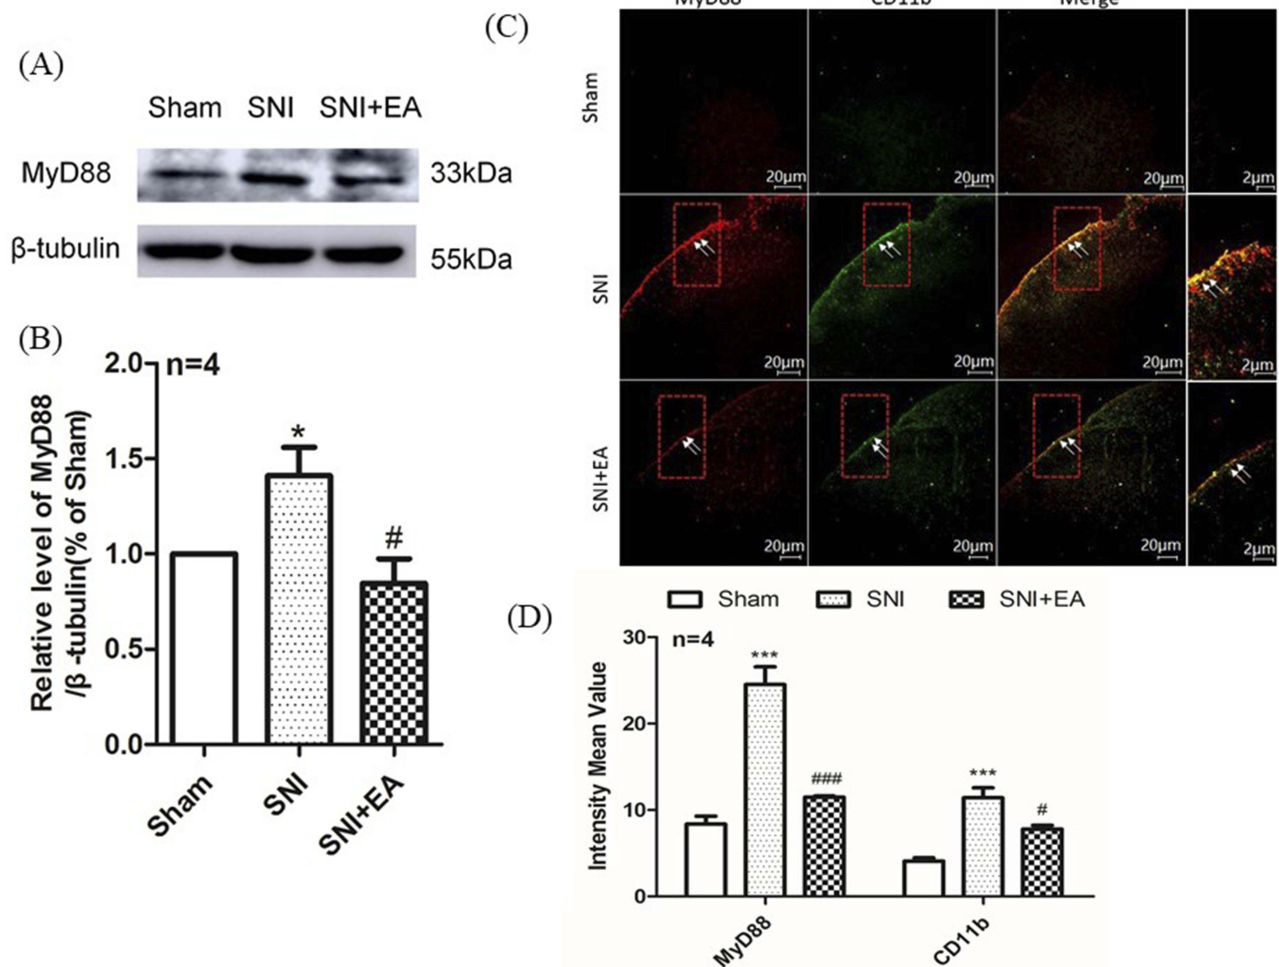 (A)
Sham SNI SNI+EA
MyD88 33kDa
β-tubulin 55kDa
(B)
Relative level of MyD88
/β -tubulin(% of Sham)
2.0
1.5
1.0
0.5
0.0
n=4
*
#
Sham SNI SNI+EA
(C)
MyD88 CD11b Merge
Sham
20μm 20μm 20μm 2μm
SNI
20μm 20μm 20μm 2μm
SNI+EA
20μm 20μm 20μm 2μm
(D)
Sham SNI SNI+EA
Intensity Mean Value
30
20
10
0
n=4
***
###
***
#
MyD88 CD11b